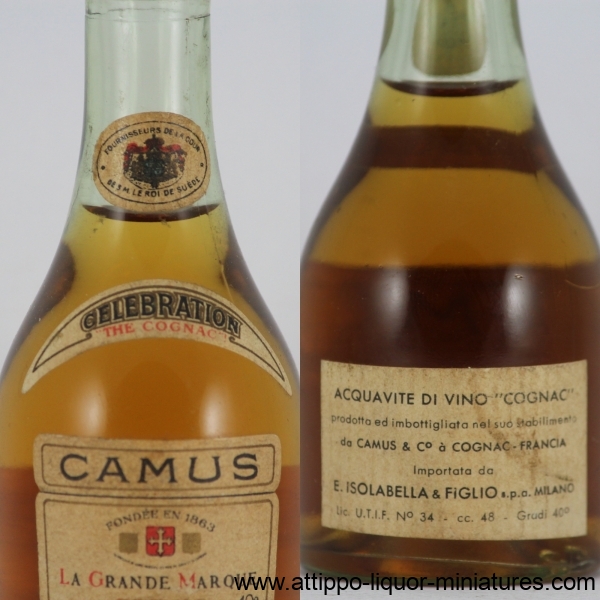 FOURNISSEURS DE LA COUR
DE S.M. LE ROI DE SUÈDE
CELEBRATION
THE COGNAC
CAMUS
FONDÉE EN 1863
LA GRANDE MARQUE
40º
ACQUAVITE DI VINO "COGNAC"
prodotta ed imbottigliata nel suo stabilimento
da CAMUS & Cº à COGNAC - FRANCIA
Importata da
E. ISOLABELLA & FiGLIO s.p.a. MILANO
Lic. U.T.I.F. Nº 34 - cc. 48 - Gradi 40º
www.attippo-liquor-miniatures.com